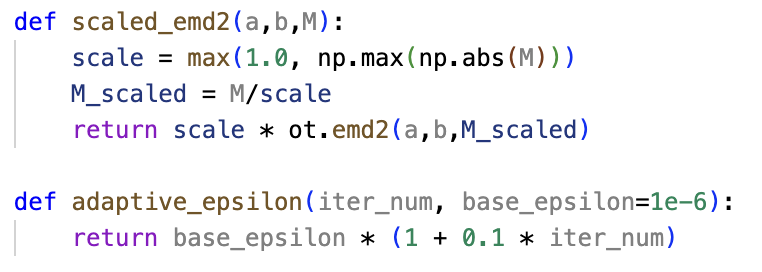 def scaled_emd2(a,b,M):
    scale = max(1.0, np.max(np.abs(M)))
    M_scaled = M/scale
    return scale * ot.emd2(a,b,M_scaled)

def adaptive_epsilon(iter_num, base_epsilon=1e-6):
    return base_epsilon * (1 + 0.1 * iter_num)